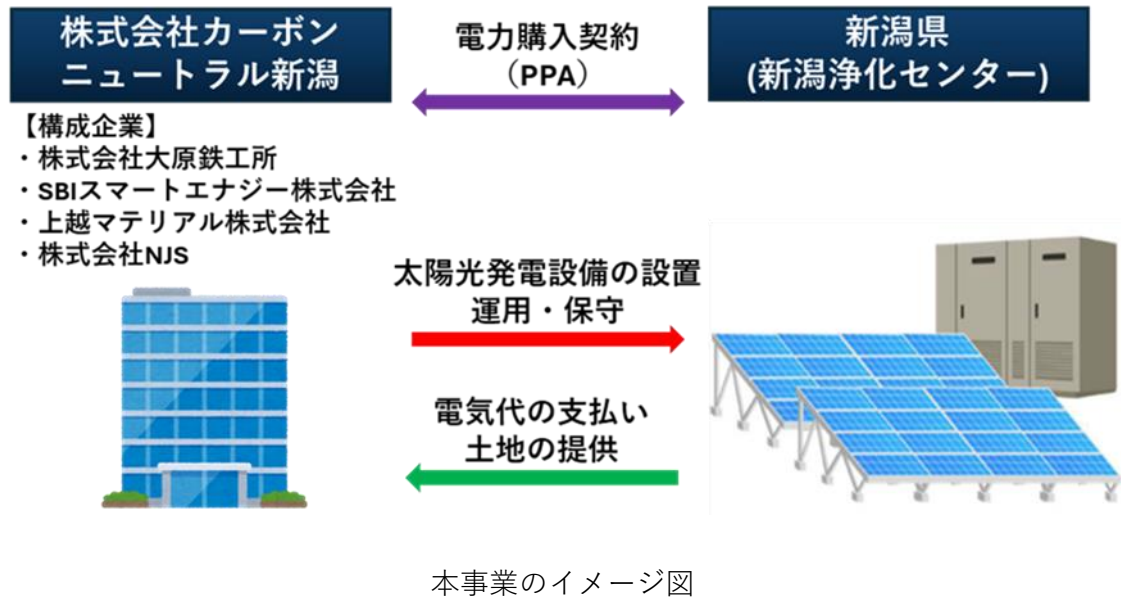 株式会社カーボン
ニュートラル新潟
電力購入契約
（PPA）
新潟県
(新潟浄化センター)
【構成企業】
・株式会社大原鉄工所
・SBIスマートエナジー株式会社
・上越マテリアル株式会社
・株式会社NJS
太陽光発電設備の設置
運用・保守
電気代の支払い
土地の提供
本事業のイメージ図